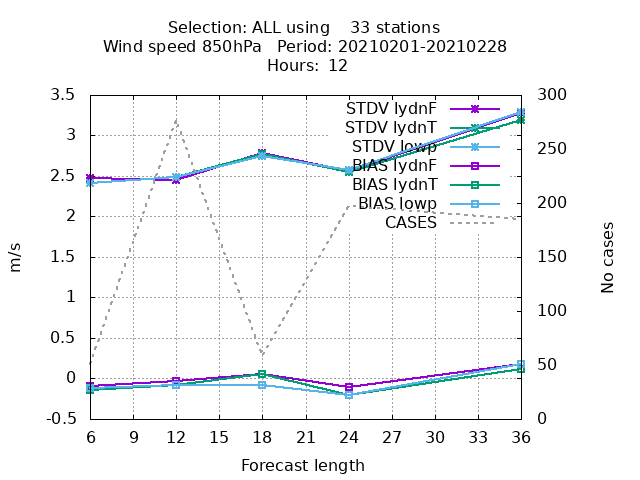 Selection: ALL using    33 stations
Wind speed 850hPa   Period: 20210201-20210228
Hours:  12
3.5
3
2.5
2
1.5
1
0.5
0
-0.5
m/s
STDV lydnF
STDV lydnT
STDV lowp
BIAS lydnF
BIAS lydnT
BIAS lowp
CASES
300
250
200
150
100
50
0
No cases
6 9 12 15 18 21 24 27 30 33 36
Forecast length